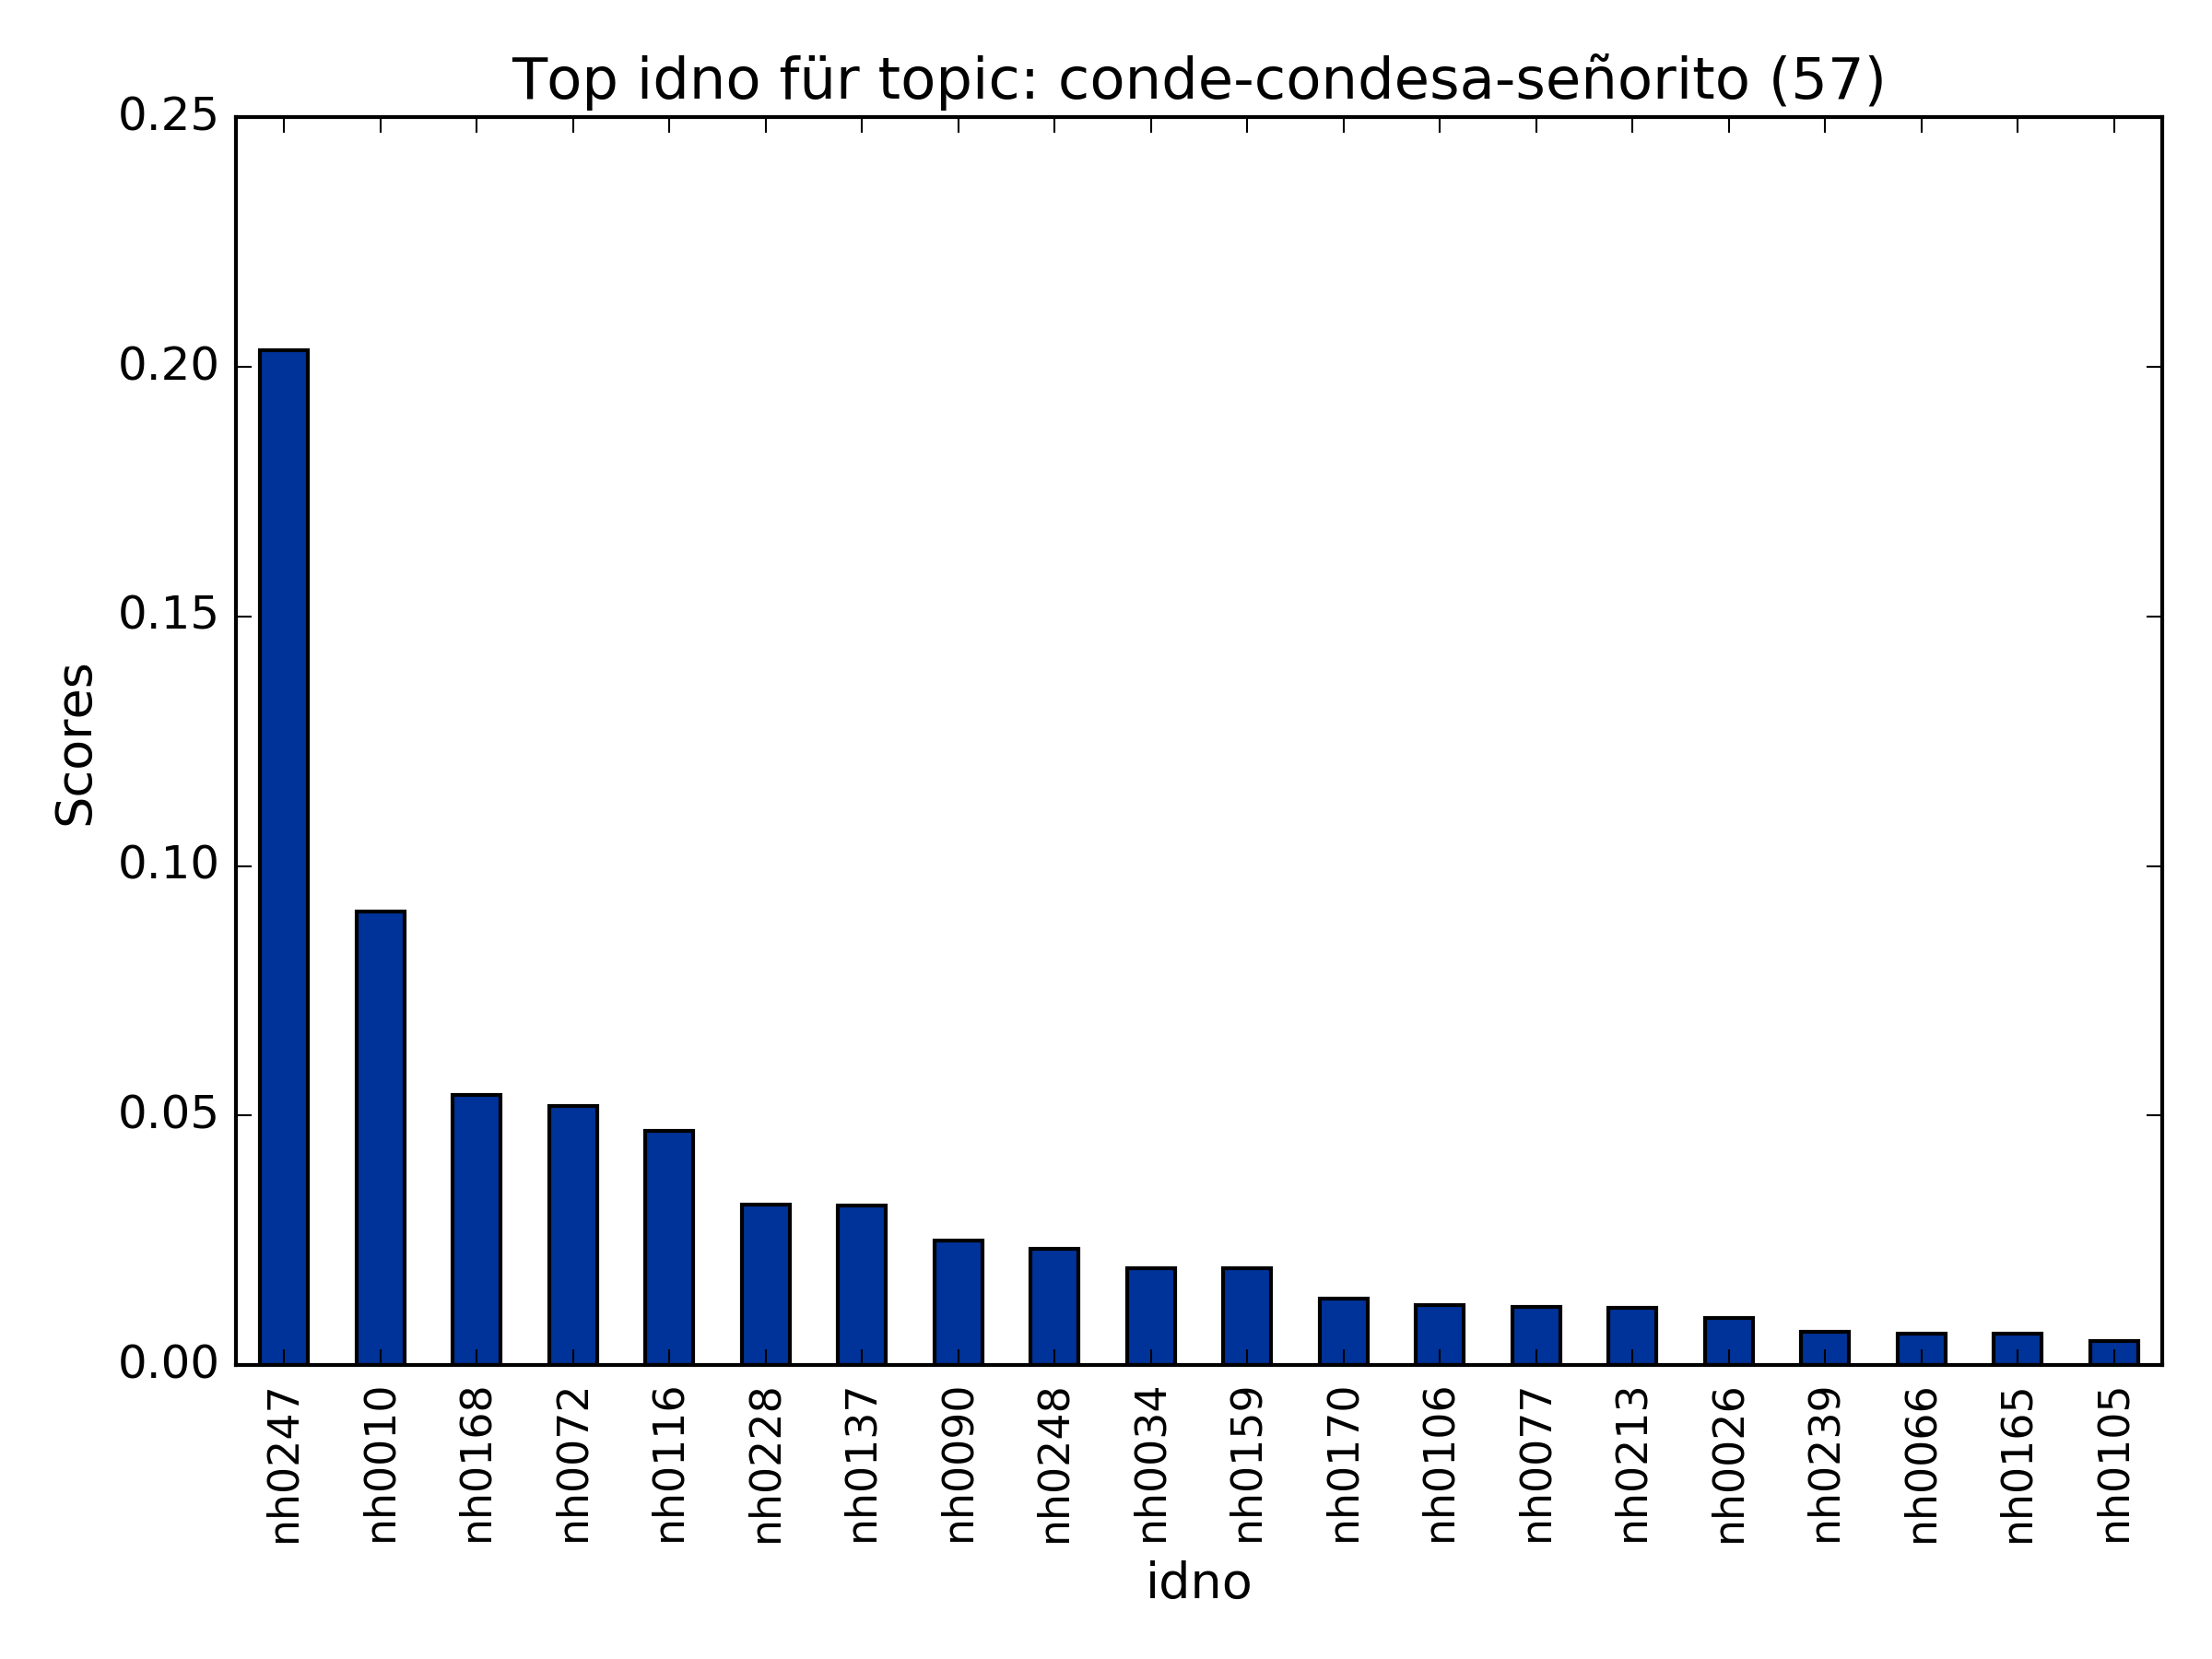 Top idno für topic: conde-condesa-señorito (57)
0.25
0.20
0.15
0.10
0.05
0.00
Scores
nh0247
nh0010
nh0168
nh0072
nh0116
nh0228
nh0137
nh0090
nh0248
nh0034
nh0159
nh0170
nh0106
nh0077
nh0213
nh0026
nh0239
nh0066
nh0165
nh0105
idno